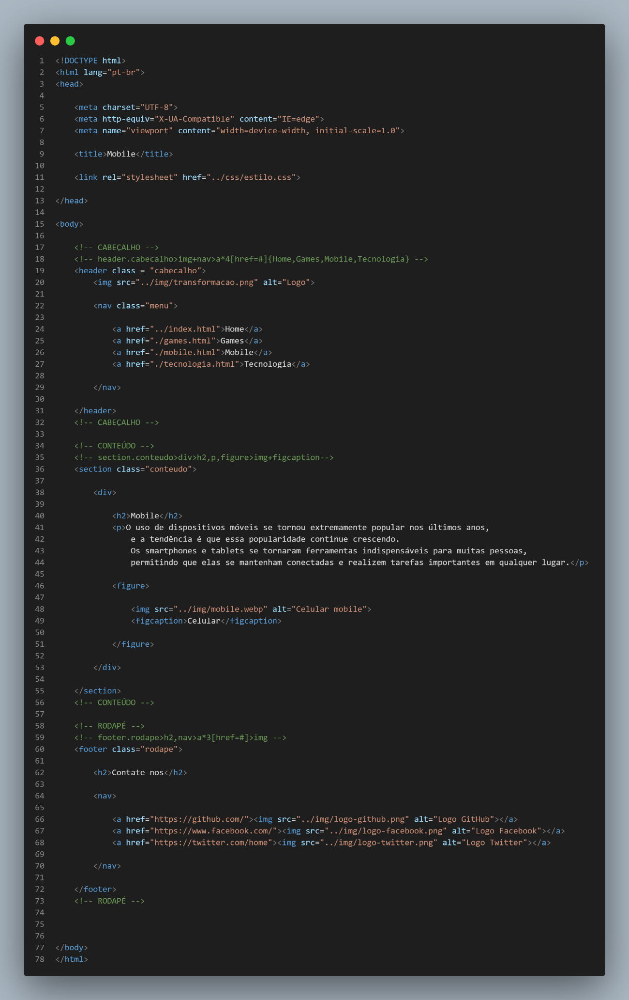 1 <!DOCTYPE html>
2 <html lang="pt-br">
3 <head>
4
5     <meta charset="UTF-8">
6     <meta http-equiv="X-UA-Compatible" content="IE=edge">
7     <meta name="viewport" content="width=device-width, initial-scale=1.0">
8
9     <title>Mobile</title>
10
11     <link rel="stylesheet" href="../css/estilo.css">
12
13 </head>
14
15 <body>
16
17     <!-- CABEÇALHO -->
18     <!-- header.cabecalho>img+nav>a*4[href=#]{Home,Games,Mobile,Tecnologia} -->
19     <header class = "cabecalho">
20         <img src="../img/transformacao.png" alt="Logo">
21
22         <nav class="menu">
23
24             <a href="../index.html">Home</a>
25             <a href="./games.html">Games</a>
26             <a href="./mobile.html">Mobile</a>
27             <a href="./tecnologia.html">Tecnologia</a>
28
29         </nav>
30
31     </header>
32     <!-- CABEÇALHO -->
33
34     <!-- CONTEÚDO -->
35     <!-- section.conteudo>div>h2,p,figure>img+figcaption-->
36     <section class="conteudo">
37
38         <div>
39
40             <h2>Mobile</h2>
41             <p>O uso de dispositivos móveis se tornou extremamente popular nos últimos anos,
42                 e a tendência é que essa popularidade continue crescendo.
43                 Os smartphones e tablets se tornaram ferramentas indispensáveis para muitas pessoas,
44                 permitindo que elas se mantenham conectadas e realizem tarefas importantes em qualquer lugar.</p>
45
46             <figure>
47
48                 <img src="../img/mobile.webp" alt="Celular mobile">
49                 <figcaption>Celular</figcaption>
50
51             </figure>
52
53         </div>
54
55     </section>
56     <!-- CONTEÚDO -->
57
58     <!-- RODAPÉ -->
59     <!-- footer.rodape>h2,nav>a*3[href=#]>img -->
60     <footer class="rodape">
61
62         <h2>Contate-nos</h2>
63
64         <nav>
65
66             <a href="https://github.com/"><img src="../img/logo-github.png" alt="Logo GitHub"></a>
67             <a href="https://www.facebook.com/"><img src="../img/logo-facebook.png" alt="Logo Facebook"></a>
68             <a href="https://twitter.com/home"><img src="../img/logo-twitter.png" alt="Logo Twitter"></a>
69
70         </nav>
71
72     </footer>
73     <!-- RODAPÉ -->
74
75
76
77 </body>
78 </html>